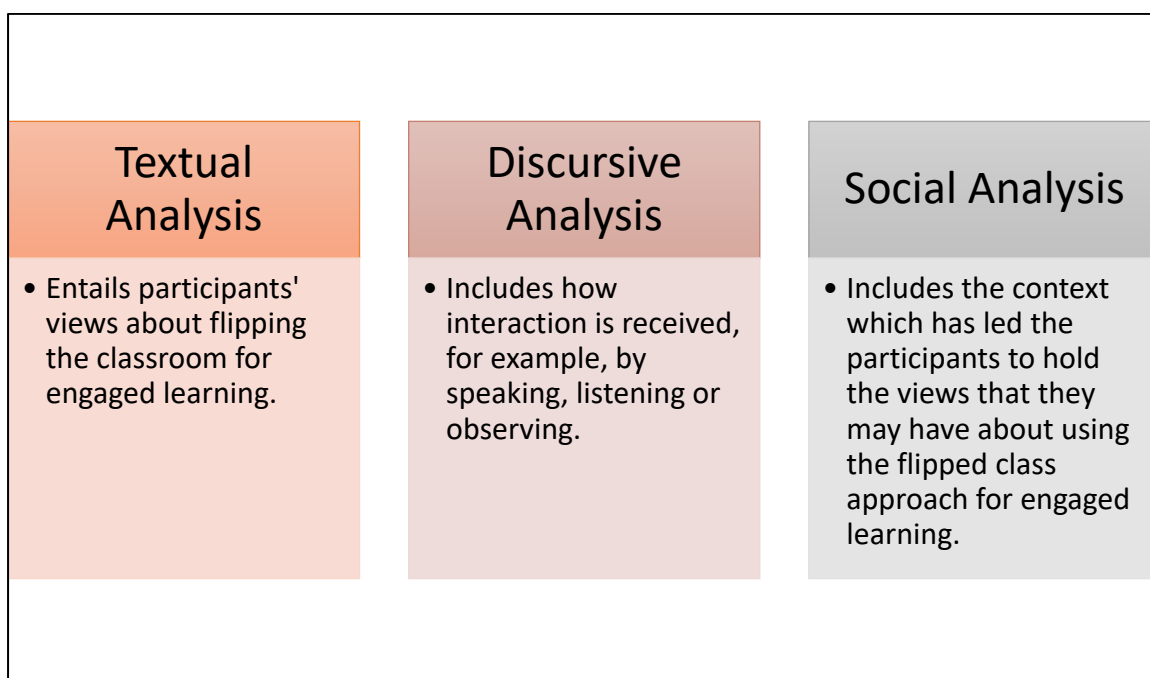 Textual
Analysis
• Entails participants'
views about flipping
the classroom for
engaged learning.
Discursive
Analysis
• Includes how
interaction is received,
for example, by
speaking, listening or
observing.
Social Analysis
• Includes the context
which has led the
participants to hold
the views that they
may have about using
the flipped class
approach for engaged
learning.